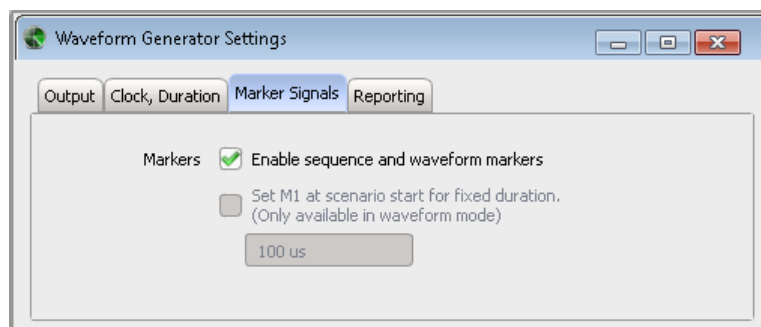 Waveform Generator Settings
Output Clock, Duration Marker Signals Reporting
Markers Enable sequence and waveform markers
Set M1 at scenario start for fixed duration.
(Only available in waveform mode)
100 us